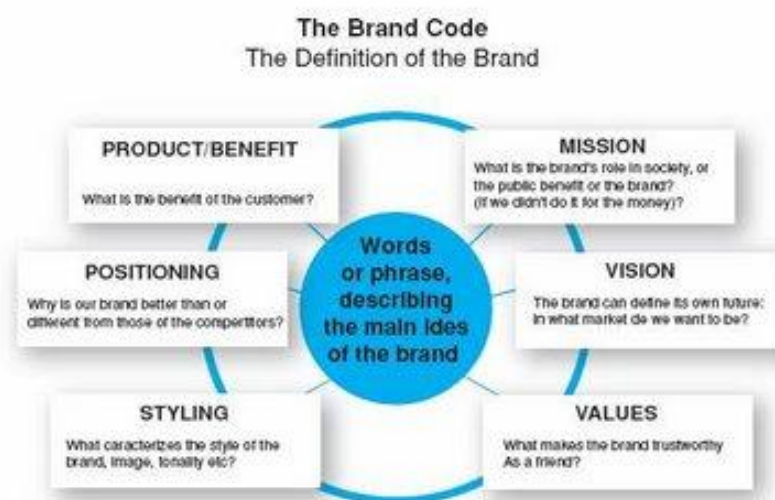 The Brand Code
The Definition of the Brand
PRODUCT/BENEFIT
What is the benefit of the customer?
MISSION
What is the brand's role in society, or
the public benefit or the brand?
(If we didn't do it for the money)?
POSITIONING
Why is our brand better than or
different from those of the competitors?
Words
or phrase,
describing
the main ides
of the brand
VISION
The brand can define its own future:
In what market de we want to be?
STYLING
What caracterizes the style of the
brand, image, tonality etc?
VALUES
What makes the brand trustworthy
As a friend?